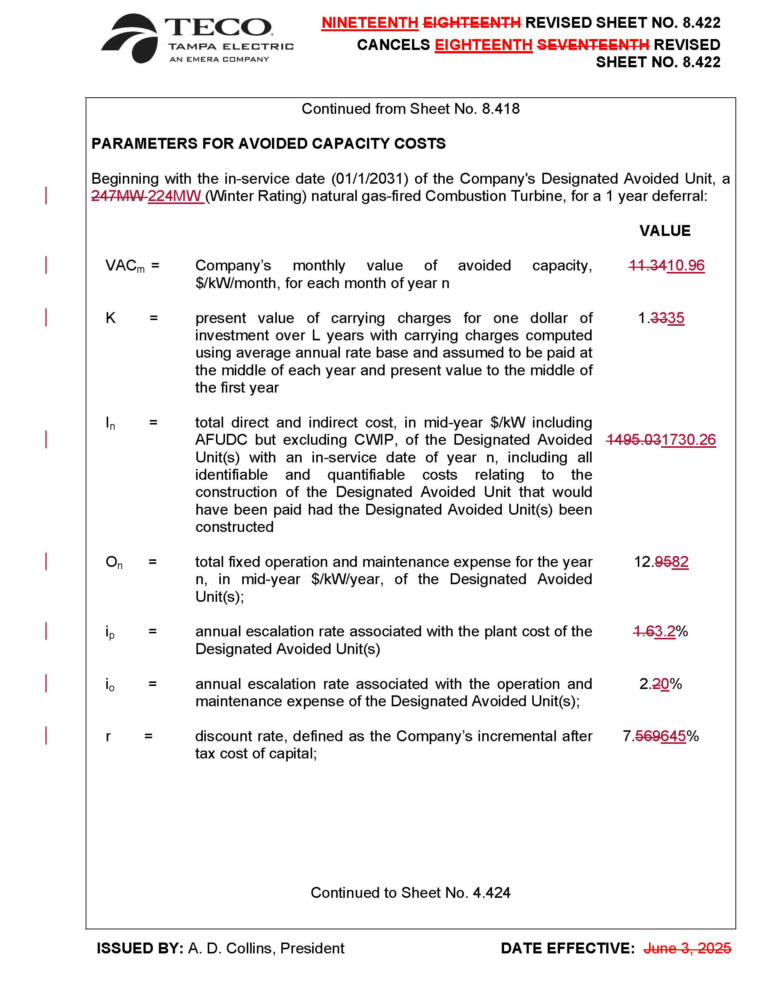 TECO®
TAMPA ELECTRIC
AN EMERA COMPANY
NINETEENTH EIGHTEENTH REVISED SHEET NO. 8.422
CANCELS EIGHTEENTH SEVENTEENTH REVISED
SHEET NO. 8.422
Continued from Sheet No. 8.418
PARAMETERS FOR AVOIDED CAPACITY COSTS
Beginning with the in-service date (01/1/2031) of the Company's Designated Avoided Unit, a
247MW 224MW (Winter Rating) natural gas-fired Combustion Turbine, for a 1 year deferral:
VALUE
VACm = Company’s monthly value of avoided capacity, 11.3410.96
$/kW/month, for each month of year n
K = present value of carrying charges for one dollar of 1.3335
investment over L years with carrying charges computed
using average annual rate base and assumed to be paid at
the middle of each year and present value to the middle of
the first year
In = total direct and indirect cost, in mid-year $/kW including
AFUDC but excluding CWIP, of the Designated Avoided 1495.031730.26
Unit(s) with an in-service date of year n, including all
identifiable and quantifiable costs relating to the
construction of the Designated Avoided Unit that would
have been paid had the Designated Avoided Unit(s) been
constructed
On = total fixed operation and maintenance expense for the year 12.9582
n, in mid-year $/kW/year, of the Designated Avoided
Unit(s);
ip = annual escalation rate associated with the plant cost of the 1.63.2%
Designated Avoided Unit(s)
io = annual escalation rate associated with the operation and 2.20%
maintenance expense of the Designated Avoided Unit(s);
r = discount rate, defined as the Company’s incremental after 7.569645%
tax cost of capital;
Continued to Sheet No. 4.424
ISSUED BY: A. D. Collins, President DATE EFFECTIVE: June 3, 2025